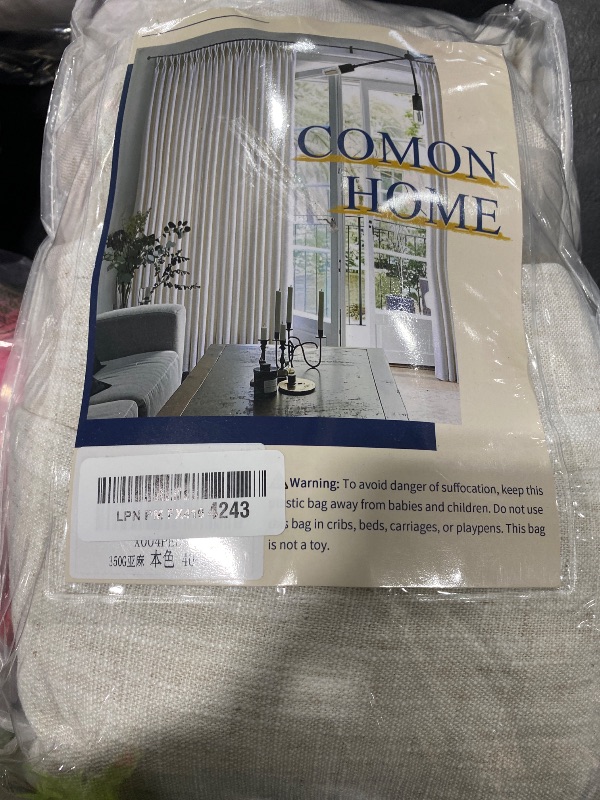 COMON
HOME
Warning: To avoid danger of suffocation, keep this
stic bag away from babies and children. Do not use
s bag in cribs, beds, carriages, or playpens. This bag
is not a toy.
LPN 4243
350G亚麻 本色